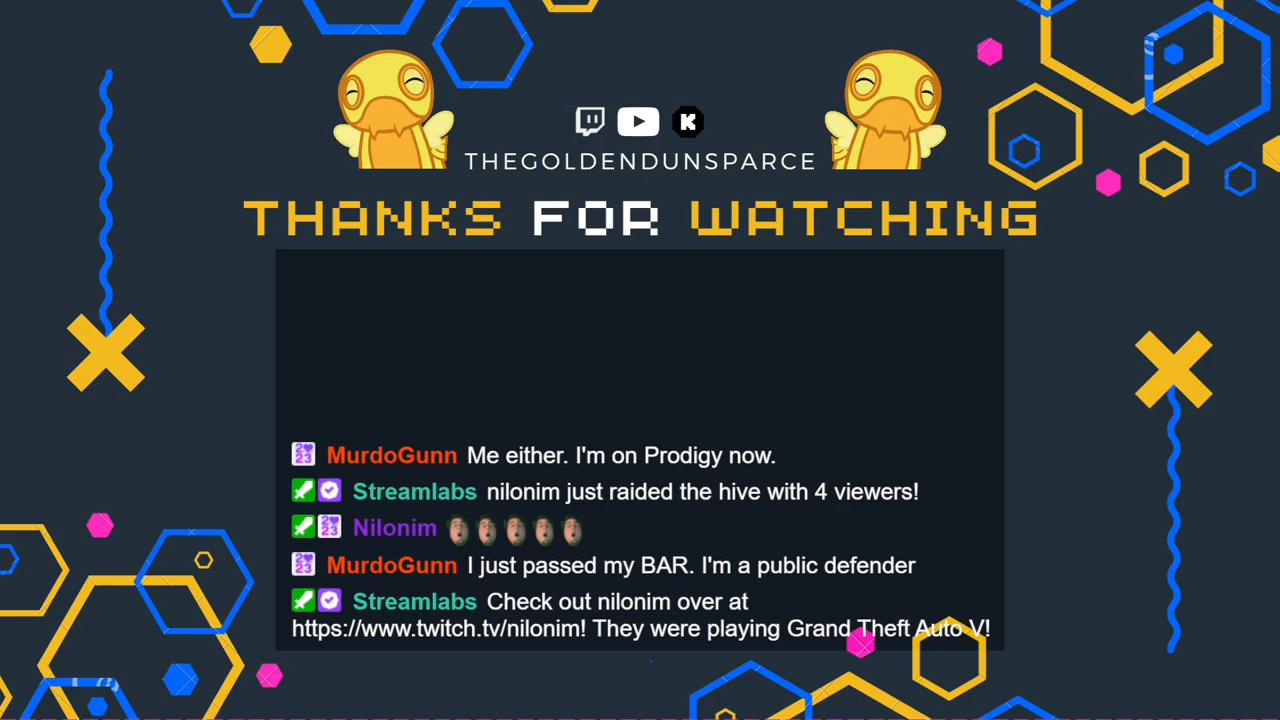 THEGOLDENDUNSPARCE
THANKS FOR WATCHING
MurdoGunn Me either. I'm on Prodigy now.
Streamlabs nilonim just raided the hive with 4 viewers!
Nilonim
MurdoGunn I just passed my BAR. I'm a public defender
Streamlabs Check out nilonim over at
https://www.twitch.tv/nilonim! They were playing Grand Theft Auto V!